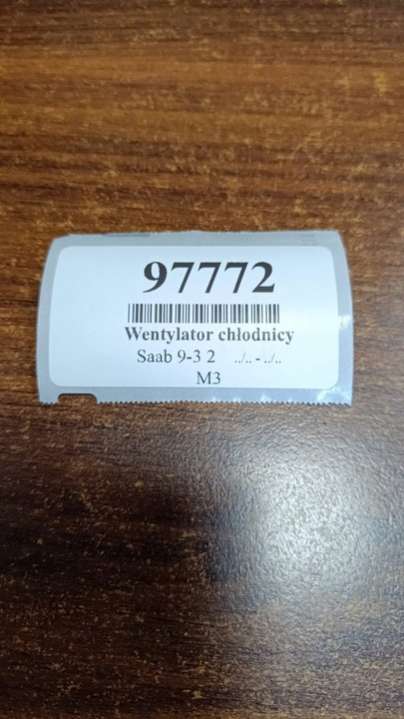 97772
Wentylator chłodnicy
Saab 9-3 2 ../.. - ../..
M3